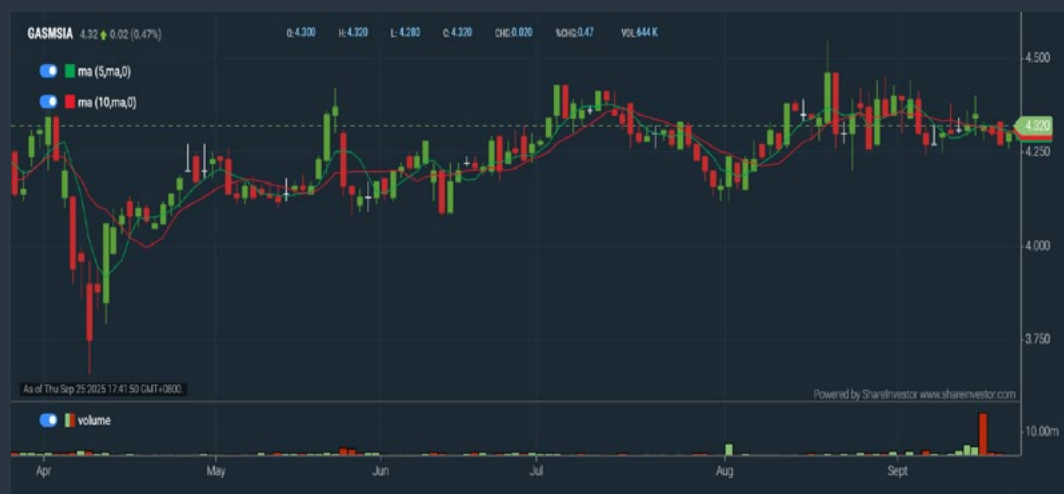 GASMSIA 4.32 0.02 (0.47%) O:4.300 H:4.320 L:4.280 C:4.320 CHG:0.020 %CHG:0.47 VOL:644 K
ma (5,ma,0)
ma (10,ma,0)
4.500
4.320
4.250
4.000
3.750
As of Thu Sep 25 2025 17:41:50 GMT+0800.
Powered by ShareInvestor www.shareinvestor.com
volume
10.00m
Apr May Jun Jul Aug Sept